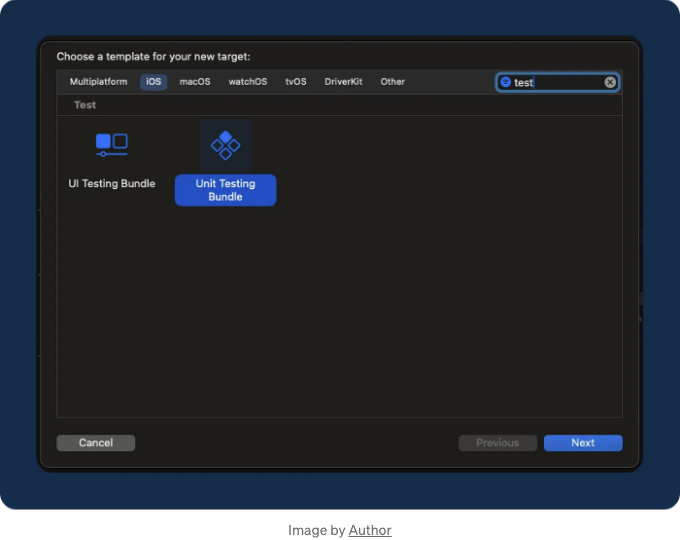 Choose a template for your new target:
Multiplatform iOS macOS watchOS tvOS DriverKit Other test
Test
UI Testing Bundle
Unit Testing
Bundle
Cancel Previous Next
Image by Author